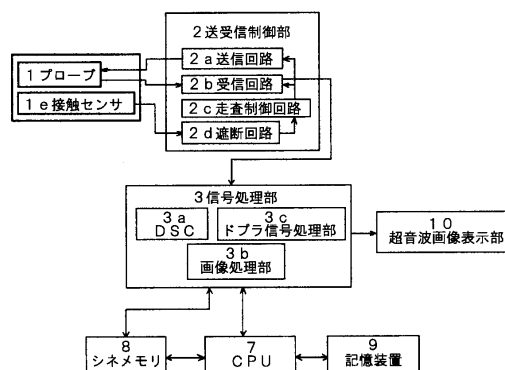 2送受信制御部
2a送信回路
1プローブ
2b受信回路
1e接触センサ
2c走査制御回路
2d遮断回路
3信号処理部
3a
DSC
3c
ドプラ信号処理部
3b
画像処理部
10
超音波画像表示部
8
シネメモリ
7
CPU
9
記憶装置